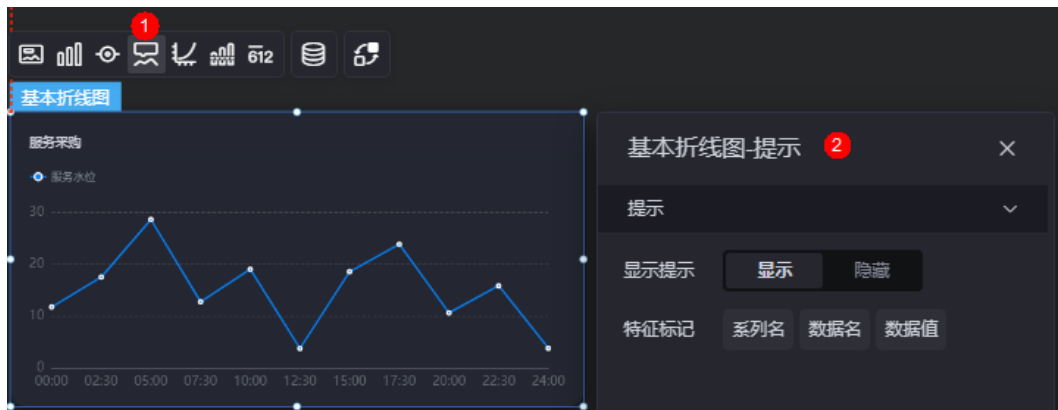 1
612
基本折线图
服务采购
服务水位
30
20
10
0
00:00 02:30 05:00 07:30 10:00 12:30 15:00 17:30 20:00 22:30 24:00
基本折线图-提示 2
提示
显示提示 显示 隐藏
特征标记 系列名 数据名 数据值